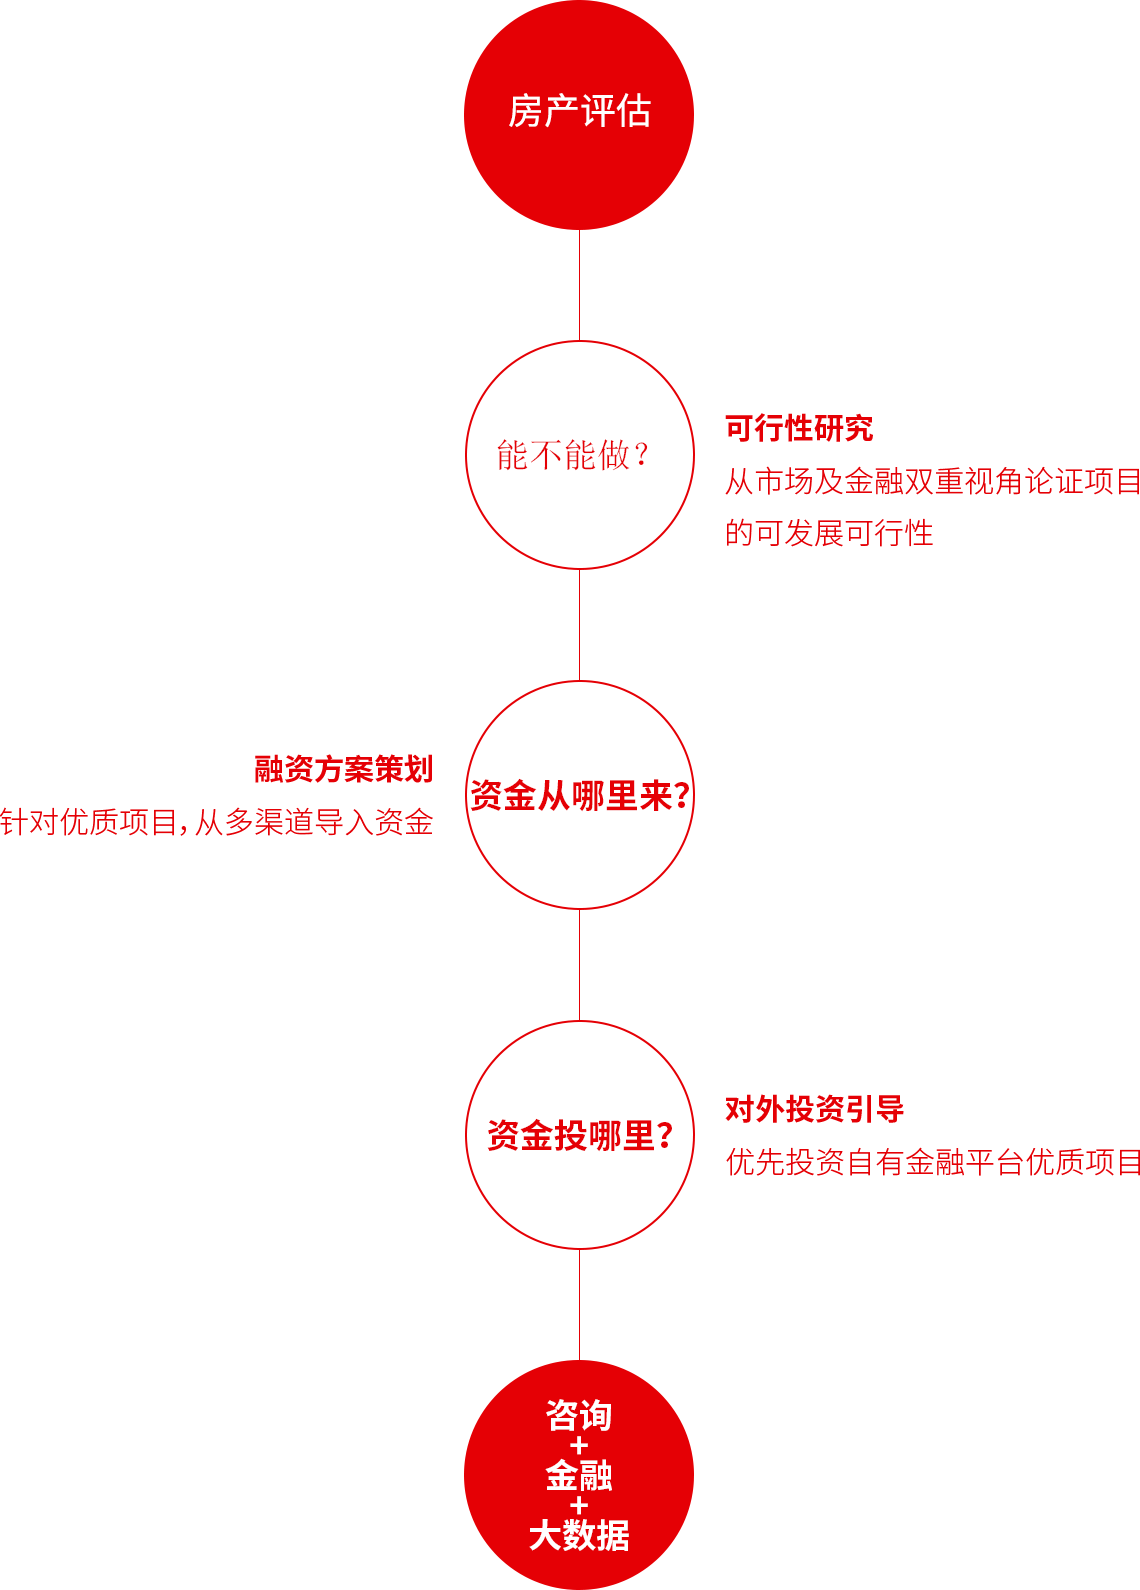 房产评估
能不能做？
可行性研究
从市场及金融双重视角论证项目
的可发展可行性
融资方案策划
针对优质项目，从多渠道导入资金
资金从哪里来？
资金投哪里？
对外投资引导
优先投资自有金融平台优质项目
咨询
+
金融
+
大数据